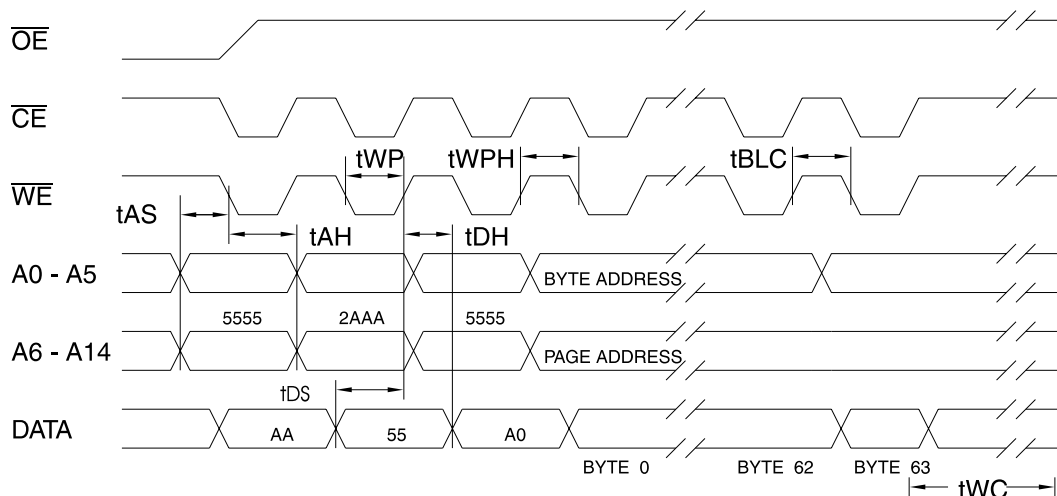 OE
CE
tWP tWPH tBLC
WE
tAS
tAH tDH
A0 - A5 BYTE ADDRESS
5555 2AAA 5555
A6 - A14 PAGE ADDRESS
tDS
DATA AA 55 A0
BYTE 0 BYTE 62 BYTE 63
tWC